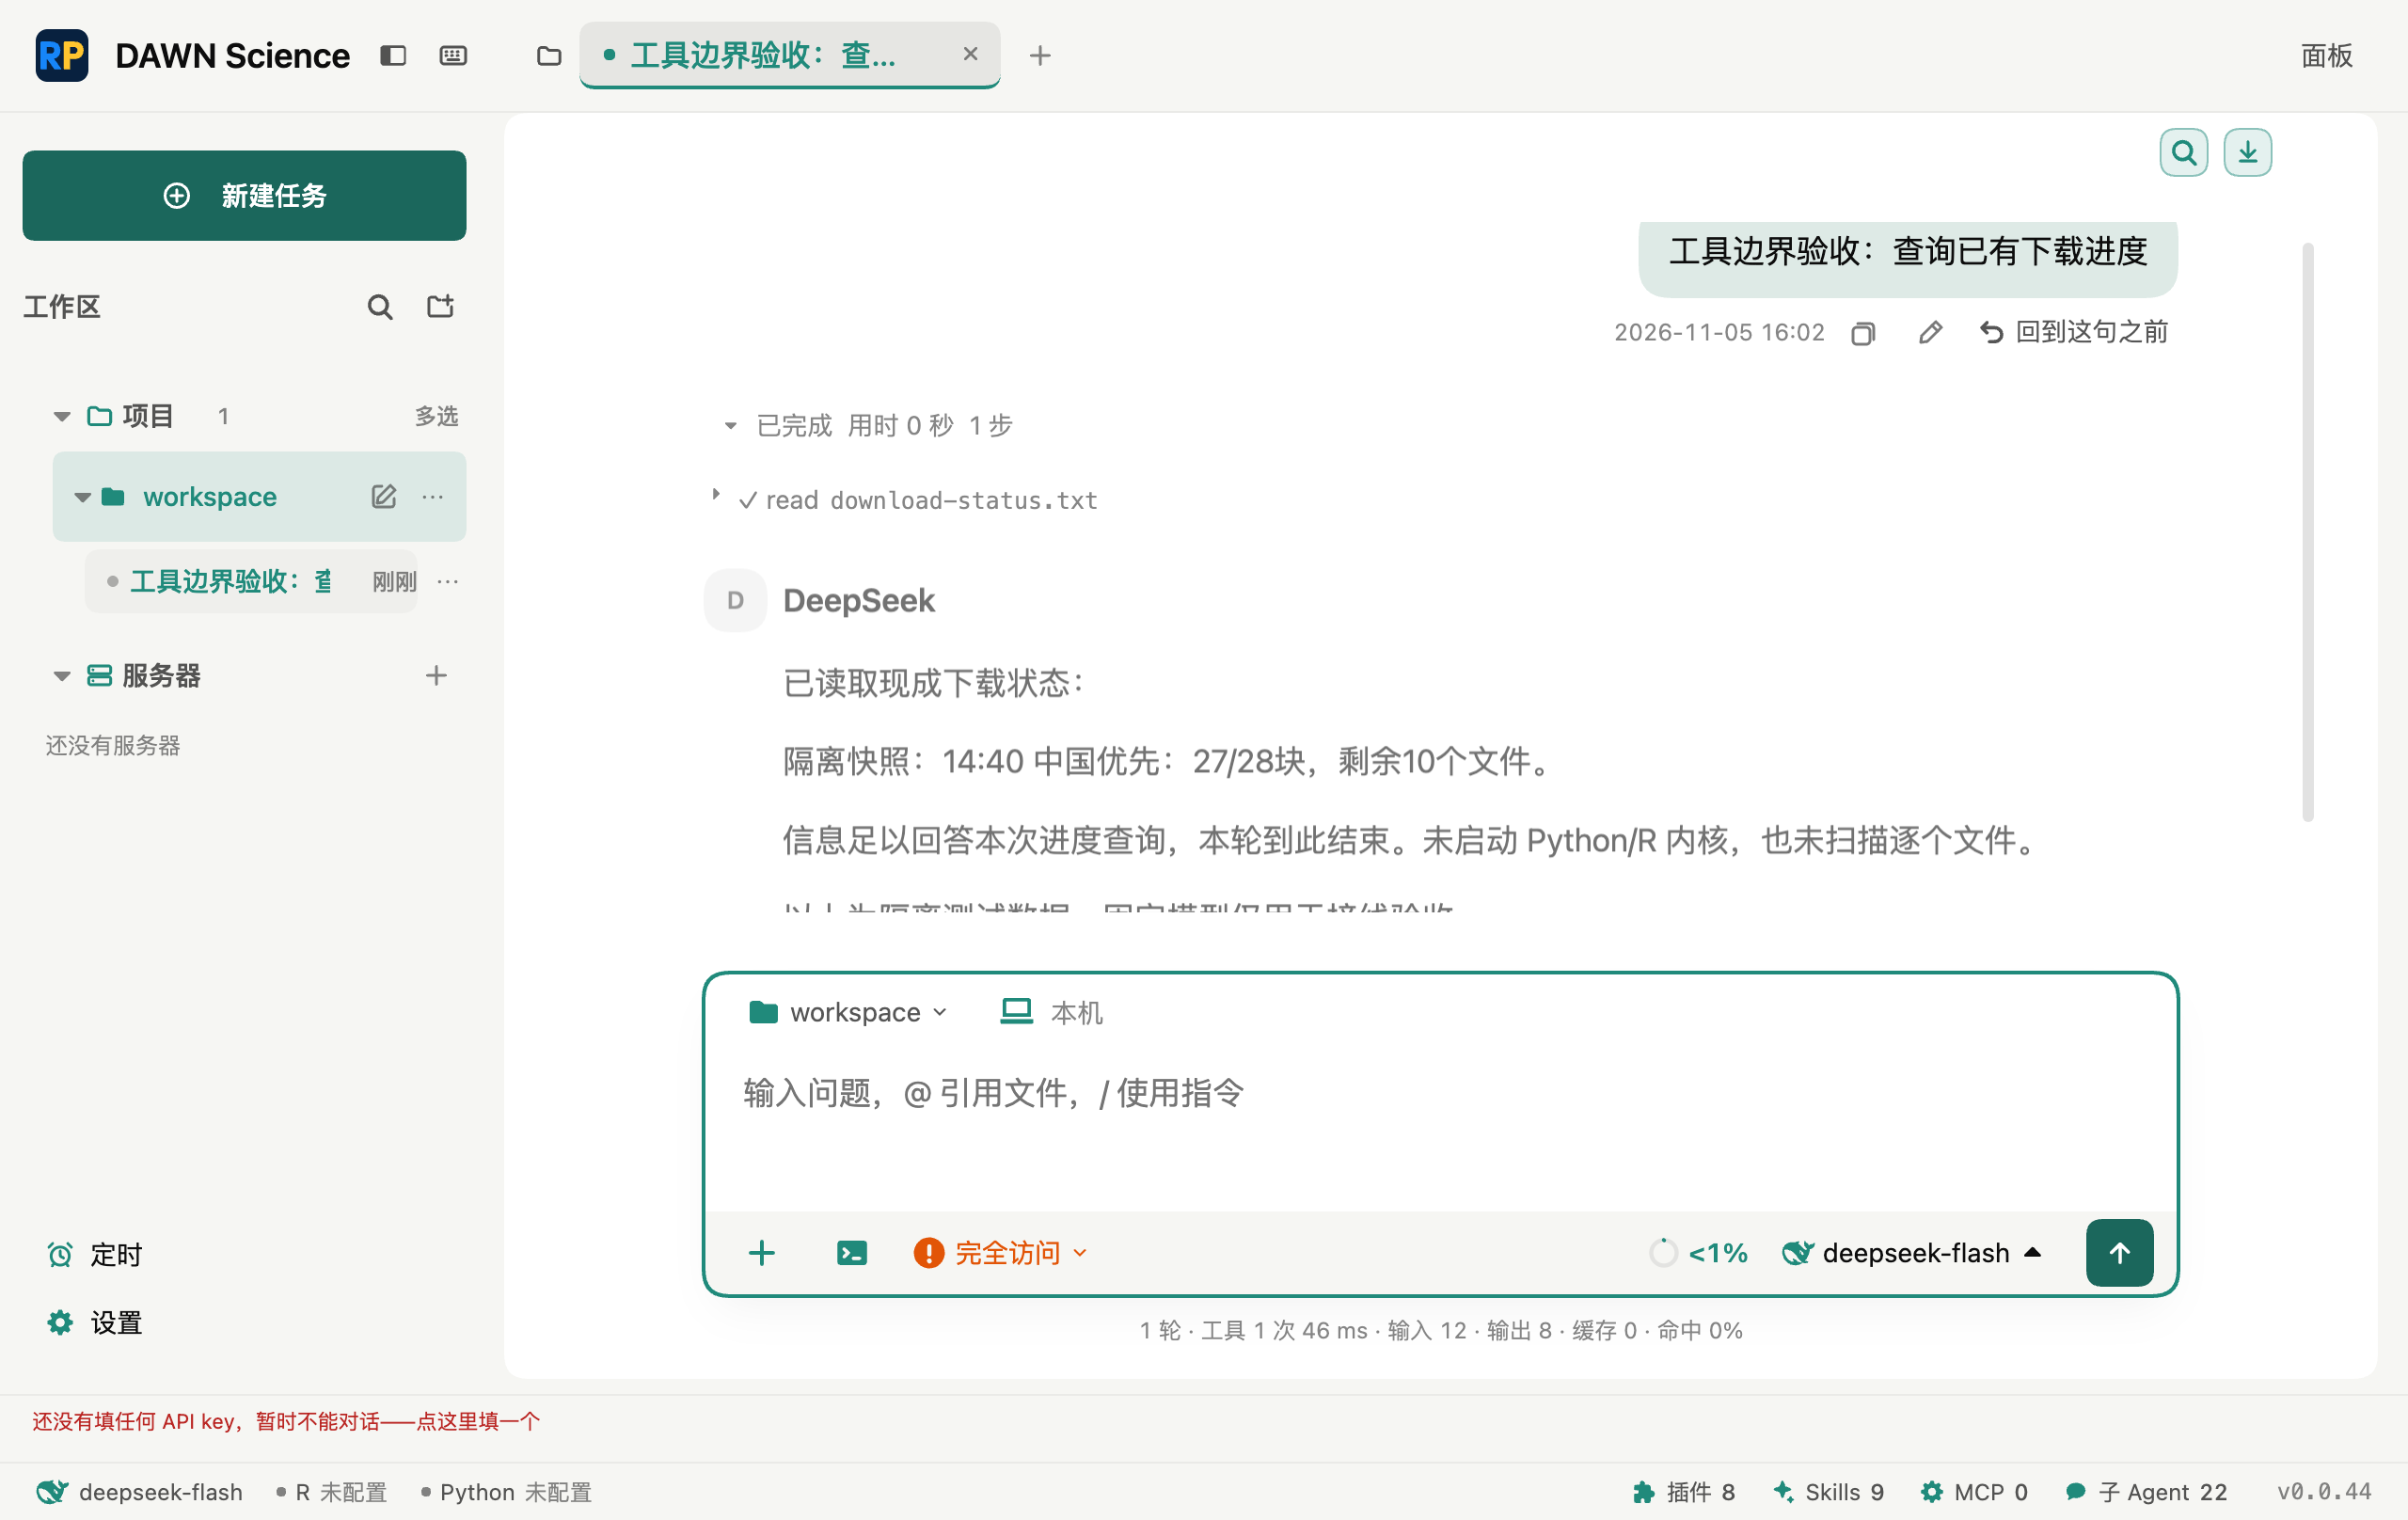 RP DAWN Science
工具边界验收：查...
面板
新建任务
工作区
项目 1 多选
workspace
工具边界验收：查 刚刚
服务器
还没有服务器
定时
设置
工具边界验收：查询已有下载进度
2026-11-05 16:02 回到这句之前
已完成 用时 0 秒 1 步
read download-status.txt
D DeepSeek
已读取现成下载状态：
隔离快照：14:40 中国优先：27/28块，剩余10个文件。
信息足以回答本次进度查询，本轮到此结束。未启动 Python/R 内核，也未扫描逐个文件。
workspace 本机
输入问题，@ 引用文件，/ 使用指令
完全访问 <1% deepseek-flash
1 轮 · 工具 1 次 46 ms · 输入 12 · 输出 8 · 缓存 0 · 命中 0%
还没有填任何 API key，暂时不能对话——点这里填一个
deepseek-flash R 未配置 Python 未配置 插件 8 Skills 9 MCP 0 子 Agent 22 v0.0.44